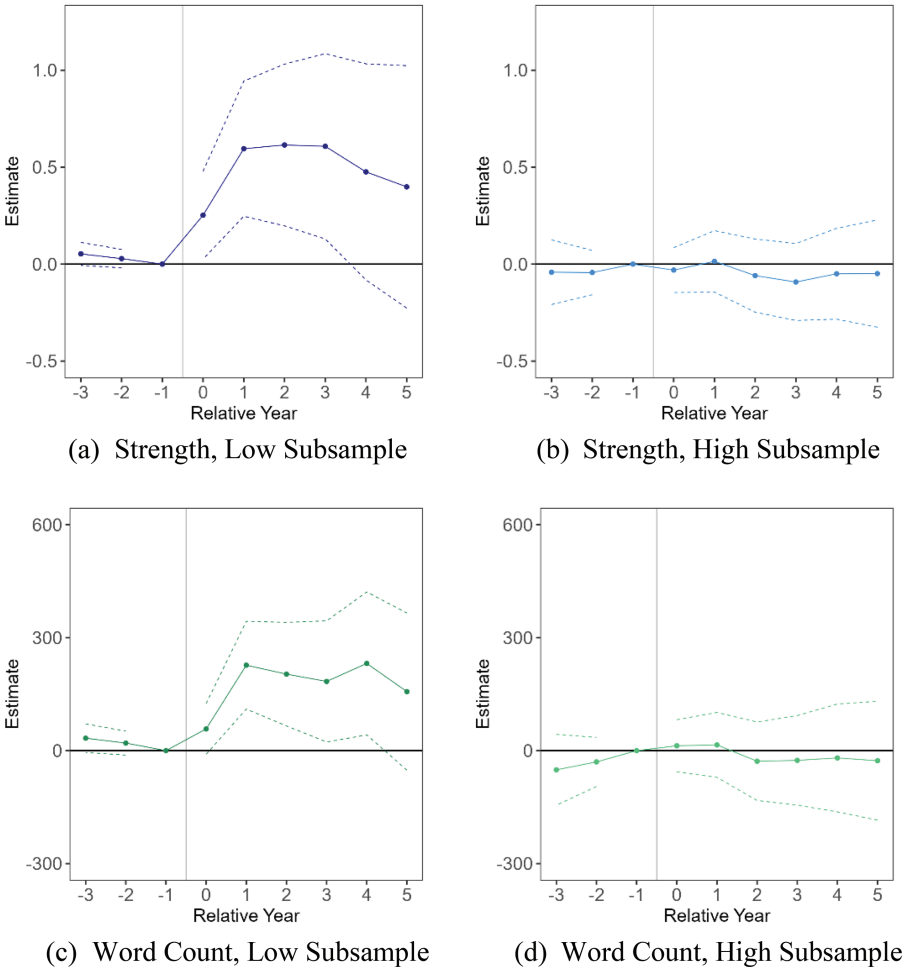 1.0
0.5
0.0
-0.5
Estimate
-3 -2 -1 0 1 2 3 4 5
Relative Year
(a) Strength, Low Subsample
1.0
0.5
0.0
-0.5
Estimate
-3 -2 -1 0 1 2 3 4 5
Relative Year
(b) Strength, High Subsample
600
300
0
-300
Estimate
-3 -2 -1 0 1 2 3 4 5
Relative Year
(c) Word Count, Low Subsample
600
300
0
-300
Estimate
-3 -2 -1 0 1 2 3 4 5
Relative Year
(d) Word Count, High Subsample